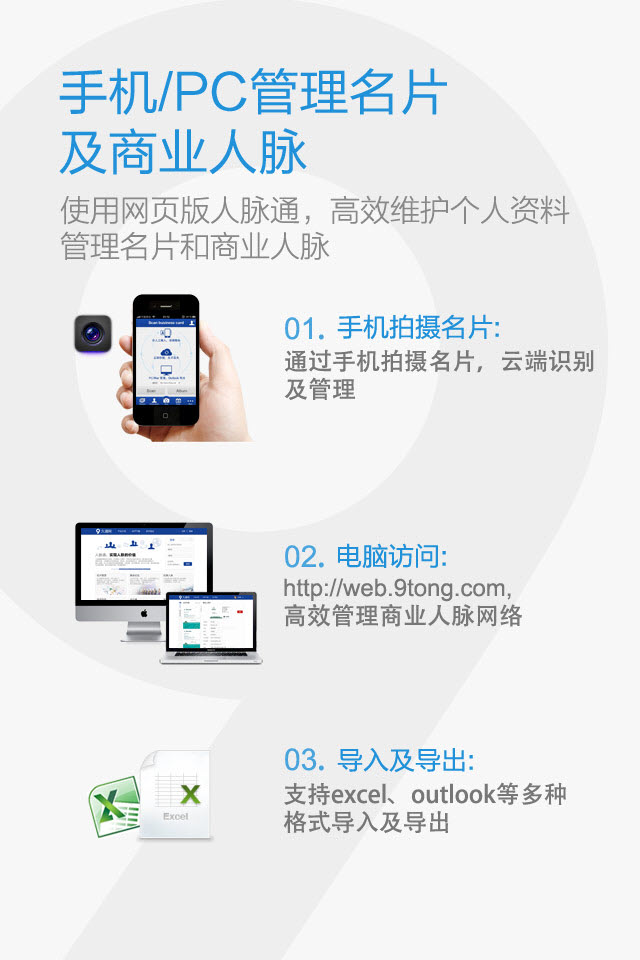 手机/PC管理名片
及商业人脉
使用网页版人脉通，高效维护个人资料
管理名片和商业人脉
01. 手机拍摄名片:
通过手机拍摄名片，云端识别
及管理
Scan business card
Scan
Album
02. 电脑访问:
http://web.9tong.com,
高效管理商业人脉网络
03. 导入及导出:
支持excel、outlook等多种
格式导入及导出
Excel